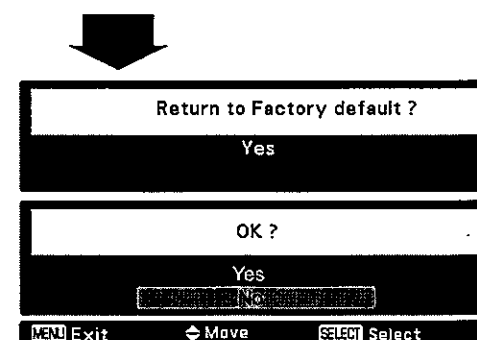 Return to Factory default ?
Yes
OK ?
Yes
No
MENU Exit Move SELECT Select